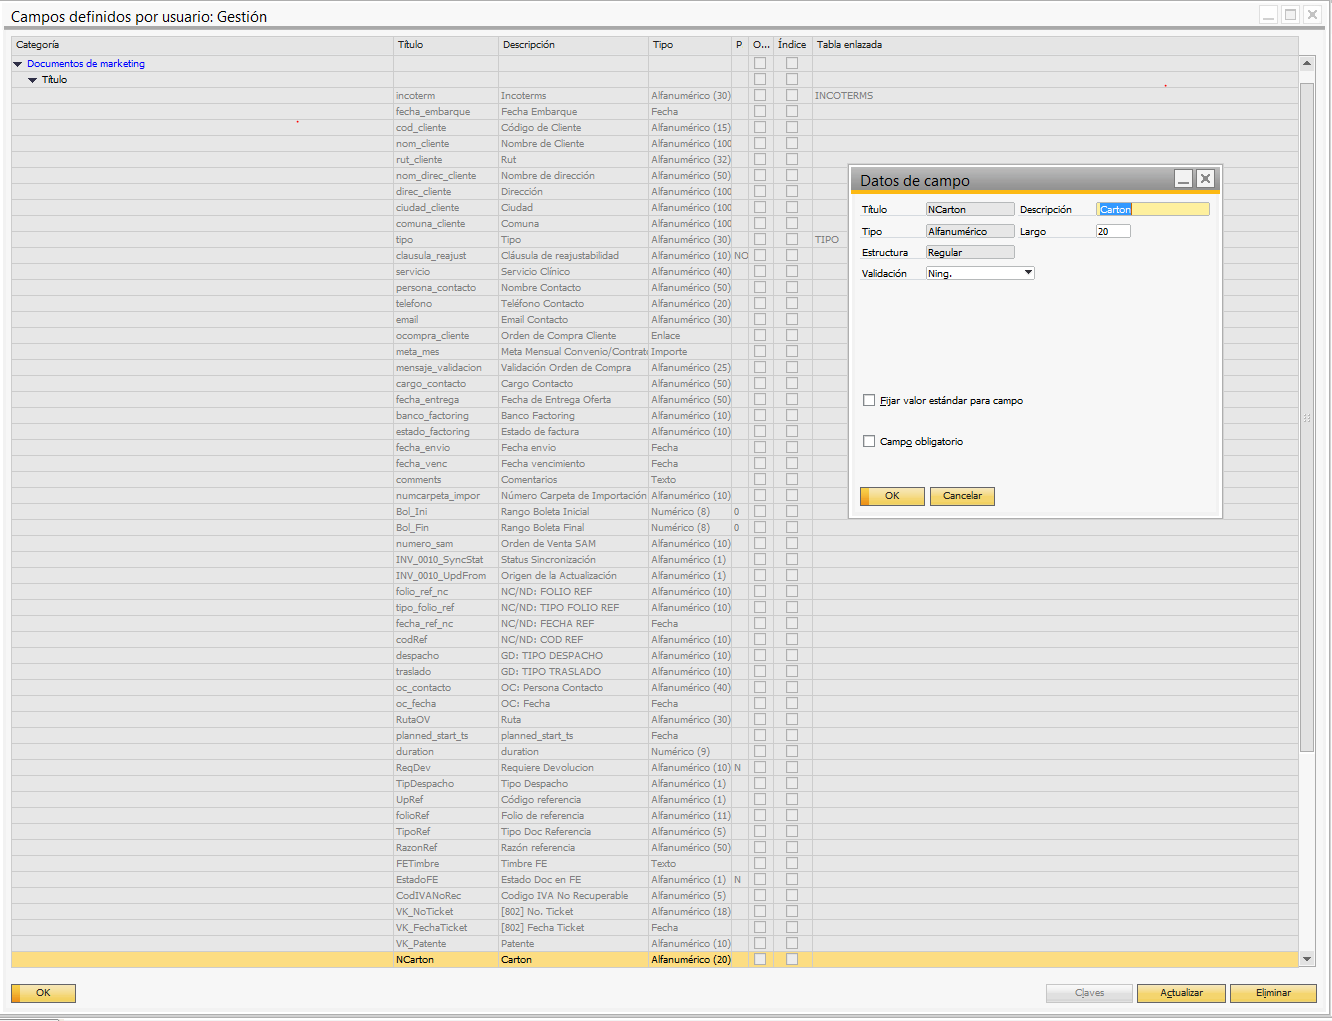 Campos definidos por usuario: Gestión
Categoría Título Descripción Tipo P O... Índice Tabla enlazada
Documentos de marketing
Título
incoterm Incoterms Alfanumérico (30) INCOTERMS
fecha_embarque Fecha Embarque Fecha
cod_cliente Código de Cliente Alfanumérico (15)
nom_cliente Nombre de Cliente Alfanumérico (100
rut_cliente Rut Alfanumérico (32)
nom_direc_cliente Nombre de dirección Alfanumérico (50)
direc_cliente Dirección Alfanumérico (100
ciudad_cliente Ciudad Alfanumérico (100
comuna_cliente Comuna Alfanumérico (100
tipo Tipo Alfanumérico (30) TIPO
clausula_reajust Cláusula de reajustabilidad Alfanumérico (10) NO
servicio Servicio Clínico Alfanumérico (40)
persona_contacto Nombre Contacto Alfanumérico (50)
telefono Teléfono Contacto Alfanumérico (20)
email Email Contacto Alfanumérico (30)
ocompra_cliente Orden de Compra Cliente Enlace
meta_mes Meta Mensual Convenio/Contrato Importe
mensaje_validacion Validación Orden de Compra Alfanumérico (25)
cargo_contacto Cargo Contacto Alfanumérico (50)
fecha_entrega Fecha de Entrega Oferta Alfanumérico (50)
banco_factoring Banco Factoring Alfanumérico (10)
estado_factoring Estado de factura Alfanumérico (10)
fecha_envio Fecha envio Fecha
fecha_venc Fecha vencimiento Fecha
comments Comentarios Texto
numcarpeta_impor Número Carpeta de Importación Alfanumérico (10)
Bol_Ini Rango Boleta Inicial Numérico (8) 0
Bol_Fin Rango Boleta Final Numérico (8) 0
numero_sam Orden de Venta SAM Alfanumérico (10)
INV_0010_SyncStat Status Sincronización Alfanumérico (1)
INV_0010_UpdFrom Origen de la Actualización Alfanumérico (1)
folio_ref_nc NC/ND: FOLIO REF Alfanumérico (10)
tipo_folio_ref NC/ND: TIPO FOLIO REF Alfanumérico (10)
fecha_ref_nc NC/ND: FECHA REF Fecha
codRef NC/ND: COD REF Alfanumérico (10)
despacho GD: TIPO DESPACHO Alfanumérico (10)
traslado GD: TIPO TRASLADO Alfanumérico (10)
oc_contacto OC: Persona Contacto Alfanumérico (40)
oc_fecha OC: Fecha Fecha
RutaOV Ruta Alfanumérico (30)
planned_start_ts planned_start_ts Fecha
duration duration Numérico (9)
ReqDev Requiere Devolucion Alfanumérico (10) N
TipDespacho Tipo Despacho Alfanumérico (1)
UpRef Código referencia Alfanumérico (1)
folioRef Folio de referencia Alfanumérico (11)
TipoRef Tipo Doc Referencia Alfanumérico (5)
RazonRef Razón referencia Alfanumérico (50)
FETimbre Timbre FE Texto
EstadoFE Estado Doc en FE Alfanumérico (1) N
CodIVANoRec Codigo IVA No Recuperable Alfanumérico (5)
VK_NoTicket [802] No. Ticket Alfanumérico (18)
VK_FechaTicket [802] Fecha Ticket Fecha
VK_Patente Patente Alfanumérico (10)
NCarton Carton Alfanumérico (20)
OK Claves Actualizar Eliminar
Datos de campo
Título NCarton Descripción Carton
Tipo Alfanumérico Largo 20
Estructura Regular
Validación Ning.
Fijar valor estándar para campo
Campo obligatorio
OK Cancelar